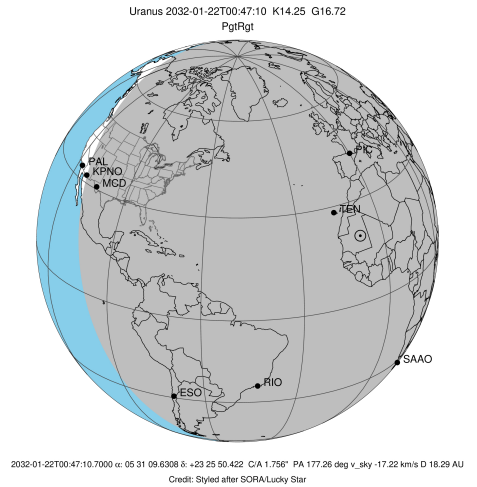 Uranus 2032-01-22T00:47:10  K14.25  G16.72
PgtRgt
PAL
KPNO
MCD
PIC
TEN
SAAO
RIO
ESO
2032-01-22T00:47:10.7000 α: 05 31 09.6308 δ: +23 25 50.422  C/A 1.756"  PA 177.26 deg v_sky -17.22 km/s D 18.29 AU
Credit: Styled after SORA/Lucky Star